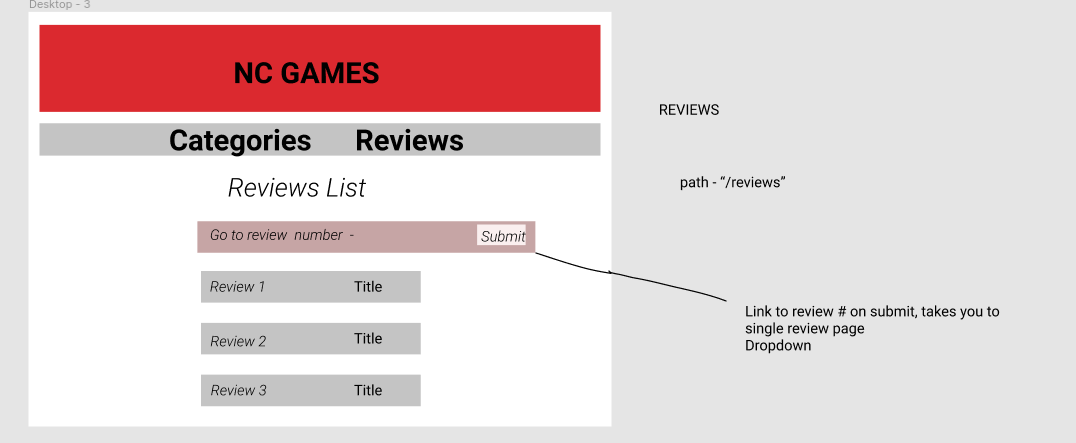 Desktop - 3
NC GAMES
REVIEWS
Categories Reviews
path - “/reviews”
Reviews List
Go to review number - Submit
Review 1 Title
Link to review # on submit, takes you to
single review page
Dropdown
Review 2 Title
Review 3 Title